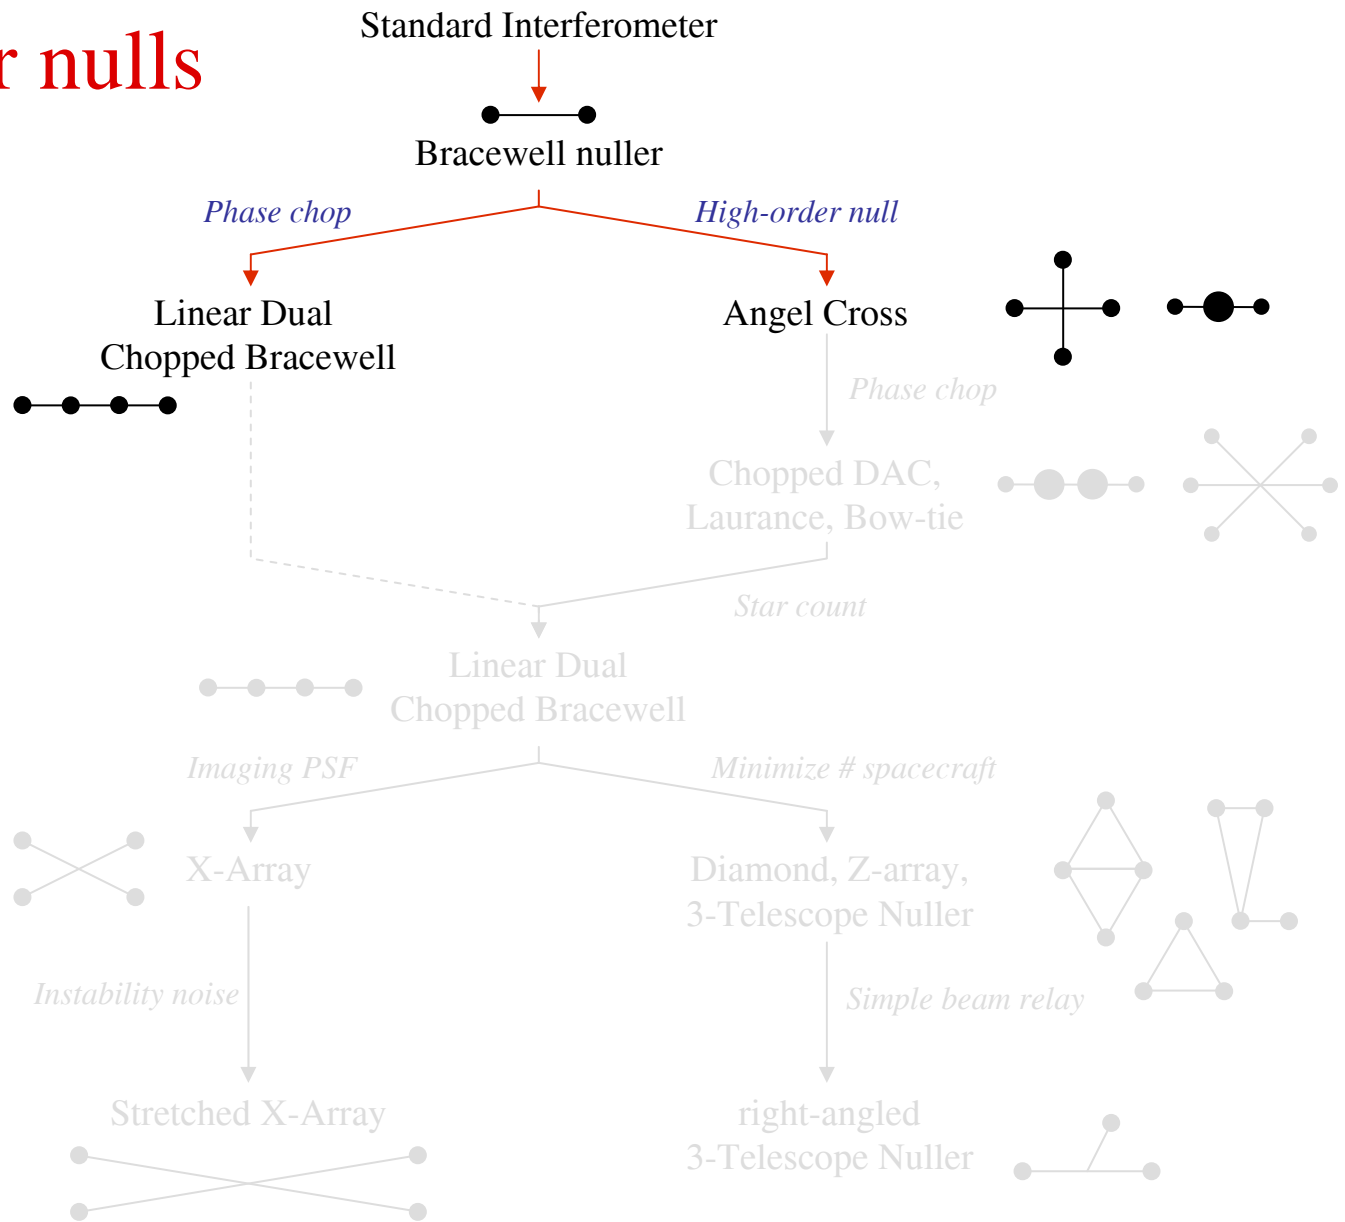 Standard Interferometer
r nulls
Bracewell nuller
Phase chop
High-order null
Linear Dual
Chopped Bracewell
Angel Cross
Phase chop
Chopped DAC,
Laurance, Bow-tie
Star count
Linear Dual
Chopped Bracewell
Imaging PSF
Minimize # spacecraft
X-Array
Diamond, Z-array,
3-Telescope Nuller
Instability noise
Simple beam relay
Stretched X-Array
right-angled
3-Telescope Nuller